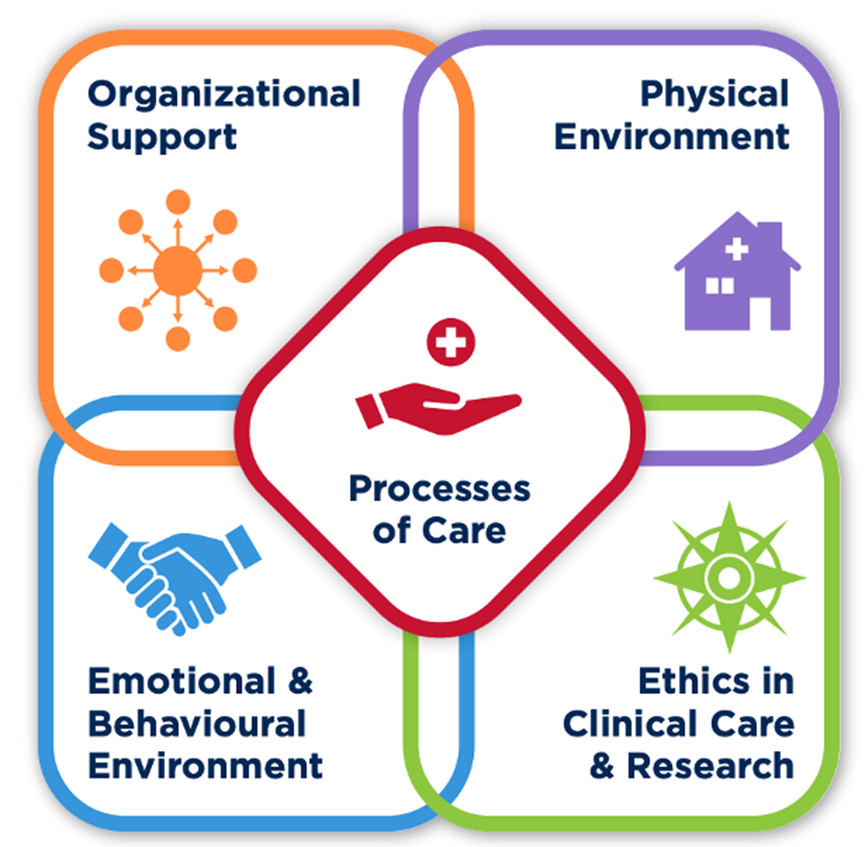 Organizational
Support
Physical
Environment
Processes
of Care
Emotional &
Behavioural
Environment
Ethics in
Clinical Care
& Research